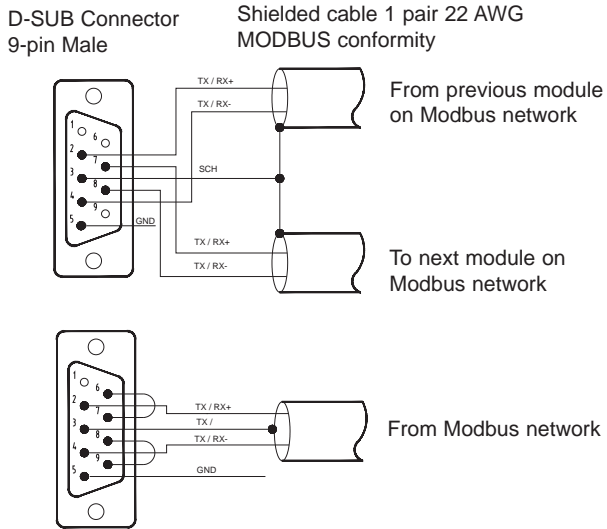 D-SUB Connector
9-pin Male
Shielded cable 1 pair 22 AWG
MODBUS conformity
TX / RX+
TX / RX-
SCH
GND
TX / RX+
TX / RX-
1
2
3
4
5
6
7
8
9
From previous module
on Modbus network
To next module on
Modbus network
1
2
3
4
5
6
7
8
9
TX / RX+
TX /
TX / RX-
GND
From Modbus network